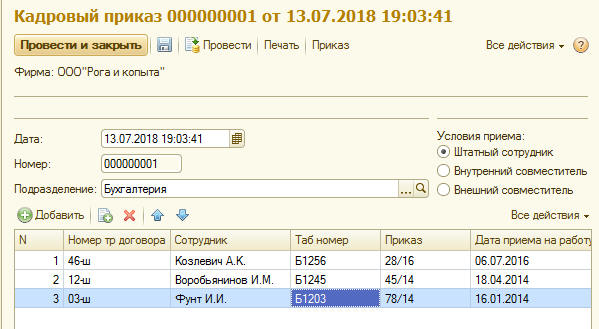 Кадровый приказ 000000001 от 13.07.2018 19:03:41
Провести и закрыть Провести Печать Приказ Все действия ?
Фирма: ООО"Рога и копыта"
Дата: 13.07.2018 19:03:41
Номер: 000000001
Подразделение: Бухгалтерия ...
Условия приема:
Штатный сотрудник
Внутренний совместитель
Внешний совместитель
Добавить Все действия
N Номер тр договора Сотрудник Таб номер Приказ Дата приема на работу
1 46-ш Козлевич А.К. Б1256 28/16 06.07.2016
2 12-ш Воробьянинов И.М. Б1245 45/14 18.04.2014
3 03-ш Фунт И.И. Б1203 78/14 16.01.2014